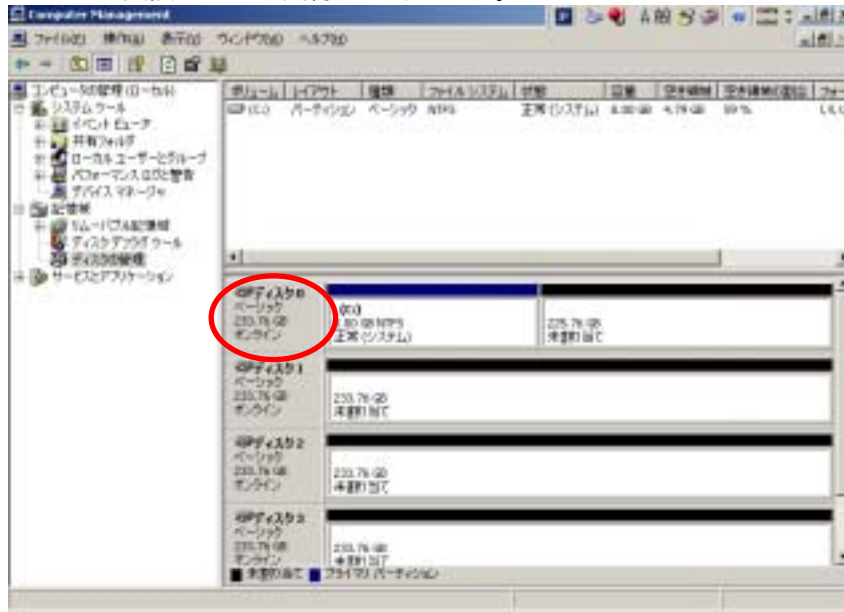 Computer Management
A 般
ファイル(F) 操作(A) 表示(V) ウィンドウ(W) ヘルプ(H)
コンピュータの管理 (ローカル)
システム ツール
イベント ビューア
共有フォルダ
ローカル ユーザーとグループ
パフォーマンス ログと警告
デバイス マネージャ
記憶域
リムーバブル記憶域
ディスク デフラグ ツール
ディスクの管理
サービスとアプリケーション
ボリューム レイアウト 種類 ファイル システム 状態 容量 空き領域 空き領域の割合
(C:) パーティション ベーシック NTFS 正常 (システム) 8.00 GB 4.79 GB
ディスク 0
ベーシック
233.76 GB
オンライン
(C:)
GB NTFS
正常 (システム)
225.76 GB
未割り当て
ディスク 1
ベーシック
233.76 GB
オンライン
233.76 GB
未割り当て
ディスク 2
ベーシック
233.76 GB
オンライン
233.76 GB
未割り当て
ディスク 3
ベーシック
233.76 GB
オンライン
233.76 GB
未割り当て
未割り当て プライマリ パーティション